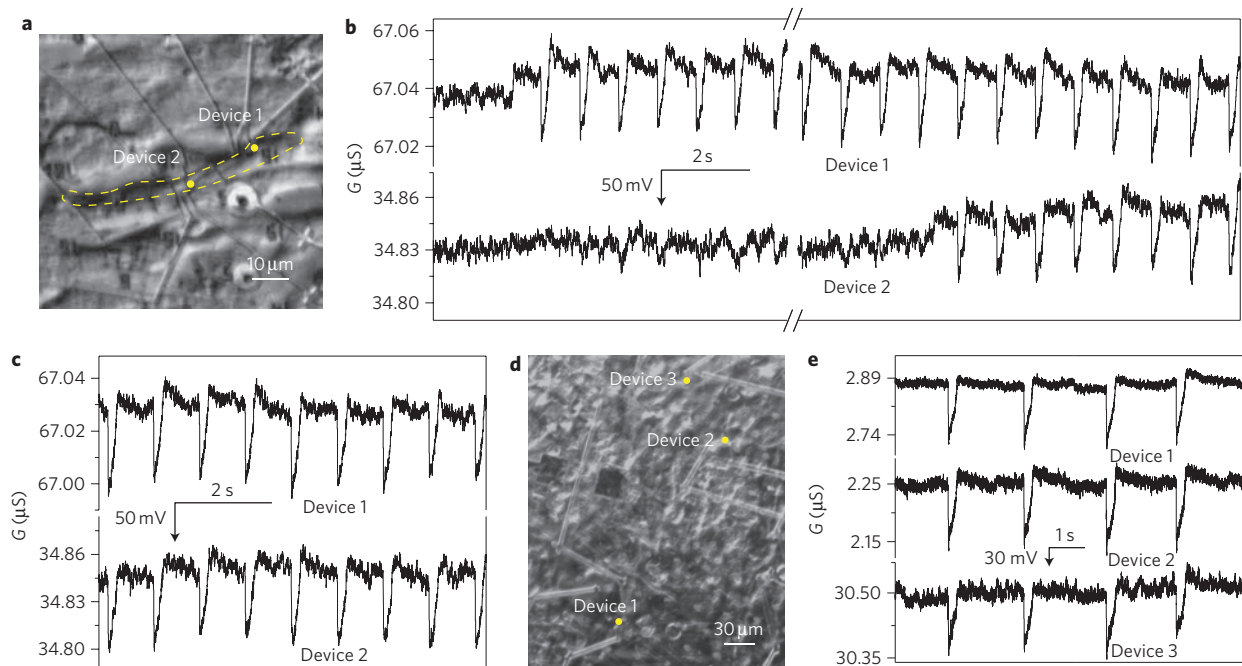 a
Device 1
Device 2
10 μm
b
67.06
67.04
67.02
Device 1
2 s
50 mV
G (μS)
34.86
34.83
34.80
Device 2
c
67.04
67.02
67.00
Device 1
2 s
50 mV
G (μS)
34.86
34.83
34.80
Device 2
d
Device 3
Device 2
Device 1
30 μm
e
2.89
2.74
Device 1
G (μS)
2.25
2.15
1 s
30 mV
Device 2
30.50
30.35
Device 3